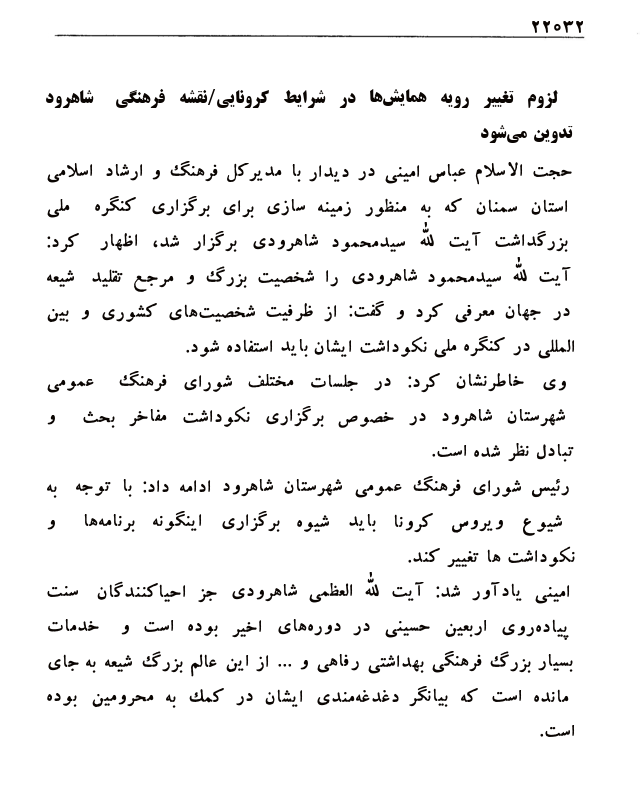 ۲۲۰۳۲
لزوم تغییر رویه همایش‌ها در شرایط کرونایی/نقشه فرهنگی شاهرود
تدوین می‌شود
حجت الاسلام عباس امینی در دیدار با مدیرکل فرهنگ و ارشاد اسلامی
استان سمنان که به منظور زمینه سازی برای برگزاری کنگره ملی
بزرگداشت آیت لله سیدمحمود شاهرودی برگزار شد، اظهار کرد:
آیت لله سیدمحمود شاهرودی را شخصیت بزرگ و مرجع تقلید شیعه
در جهان معرفی کرد و گفت: از ظرفیت شخصیت‌های کشوری و بین
المللی در کنگره ملی نکوداشت ایشان باید استفاده شود.
وی خاطرنشان کرد: در جلسات مختلف شورای فرهنگ عمومی
شهرستان شاهرود در خصوص برگزاری نکوداشت مفاخر بحث و
تبادل نظر شده است.
رئیس شورای فرهنگ عمومی شهرستان شاهرود ادامه داد: با توجه به
شیوع ویروس کرونا باید شیوه برگزاری اینگونه برنامه‌ها و
نکوداشت ها تغییر کند.
امینی یادآور شد: آیت لله العظمی شاهرودی جز احیاکنندگان سنت
پیاده‌روی اربعین حسینی در دوره‌های اخیر بوده است و خدمات
بسیار بزرگ فرهنگی بهداشتی رفاهی و ... از این عالم بزرگ شیعه به جای
مانده است که بیانگر دغدغه‌مندی ایشان در کمک به محرومین بوده
است.